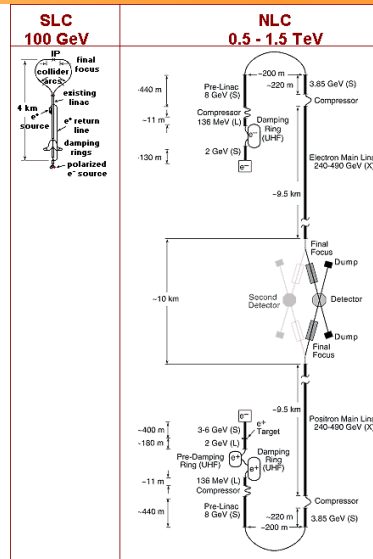 SLC
100 GeV
IP
final
focus
collider
arcs
existing
linac
4 km
e⁺
source
e⁺ return
line
damping
rings
polarized
e⁻ source
NLC
0.5 - 1.5 TeV
~200 m
~220 m
3.85 GeV (S)
~440 m
Pre-Linac
8 GeV (S)
Compressor
Compressor
~11 m
136 MeV (L)
Damping
Ring
(UHF)
e⁻
~130 m
2 GeV (S)
e⁻
Electron Main Lin
240-490 GeV (X
~9.5 km
Final
Focus
Dump
~10 km
Second
Detector
Detector
Dump
Final
Focus
~9.5 km
Positron Main Lin
240-490 GeV (X
e⁻
~400 m
3-6 GeV (S)
e⁺
Target
~180 m
2 GeV (L)
Pre-Damping
Ring (UHF)
e⁺
e⁺
Damping
Ring
(UHF)
~11 m
136 MeV (L)
Compressor
Compressor
Pre-Linac
8 GeV (S)
~440 m
~220 m
3.85 GeV (S)
~200 m